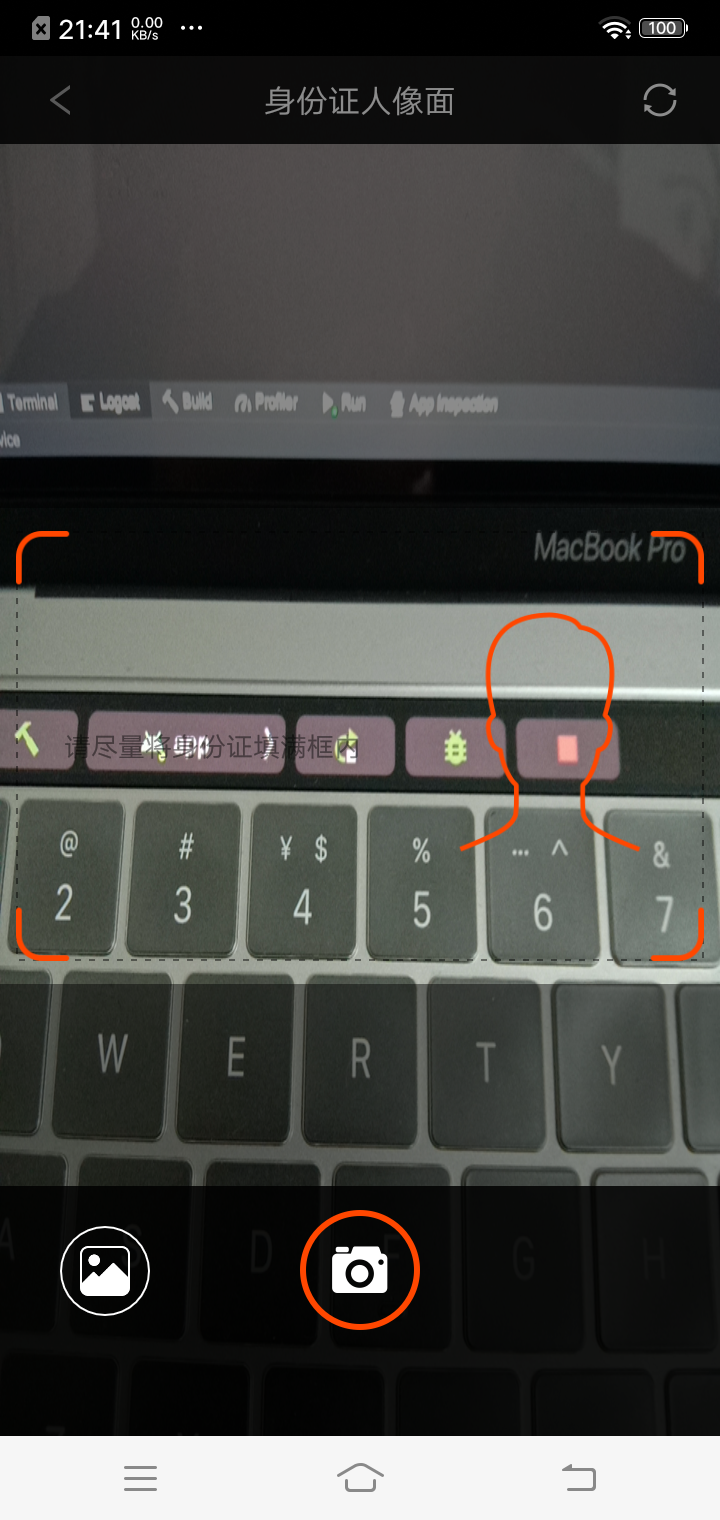 21:41 0.00 KB/s ... 100
身份证人像面
Terminal Logcat Build Profiler Run App Inspection
vice
MacBook Pro
请尽量将身份证填满框内
app
@ # ¥ $ % ... ^ &
2 3 4 5 6 7
W E R T Y
A S D F G H